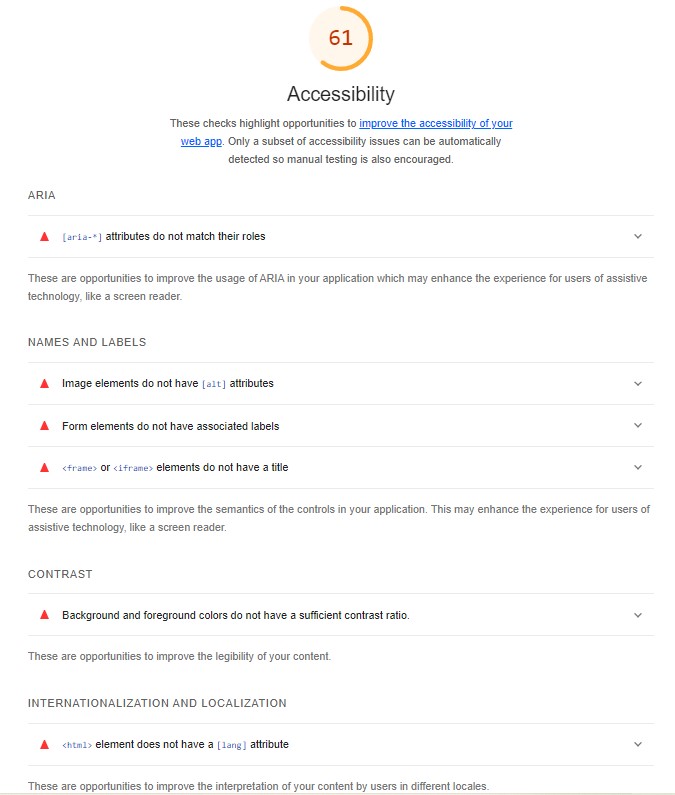 61
Accessibility
These checks highlight opportunities to improve the accessibility of your
web app. Only a subset of accessibility issues can be automatically
detected so manual testing is also encouraged.
ARIA
[aria-*] attributes do not match their roles
These are opportunities to improve the usage of ARIA in your application which may enhance the experience for users of assistive
technology, like a screen reader.
NAMES AND LABELS
Image elements do not have [alt] attributes
Form elements do not have associated labels
<frame> or <iframe> elements do not have a title
These are opportunities to improve the semantics of the controls in your application. This may enhance the experience for users of
assistive technology, like a screen reader.
CONTRAST
Background and foreground colors do not have a sufficient contrast ratio.
These are opportunities to improve the legibility of your content.
INTERNATIONALIZATION AND LOCALIZATION
<html> element does not have a [lang] attribute
These are opportunities to improve the interpretation of your content by users in different locales.